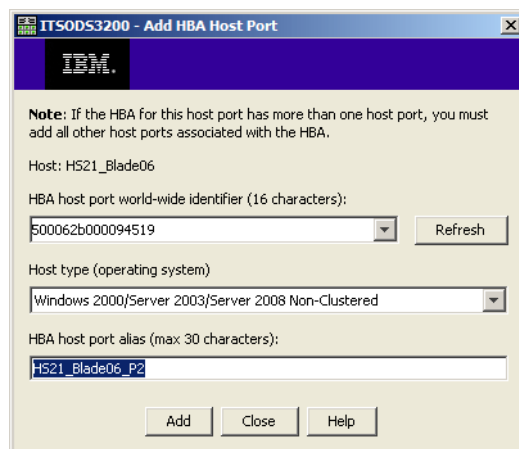 ITSODS3200 - Add HBA Host Port
IBM.
Note: If the HBA for this host port has more than one host port, you must
add all other host ports associated with the HBA.
Host: HS21_Blade06
HBA host port world-wide identifier (16 characters):
500062b000094519
Refresh
Host type (operating system)
Windows 2000/Server 2003/Server 2008 Non-Clustered
HBA host port alias (max 30 characters):
HS21_Blade06_P2
Add Close Help